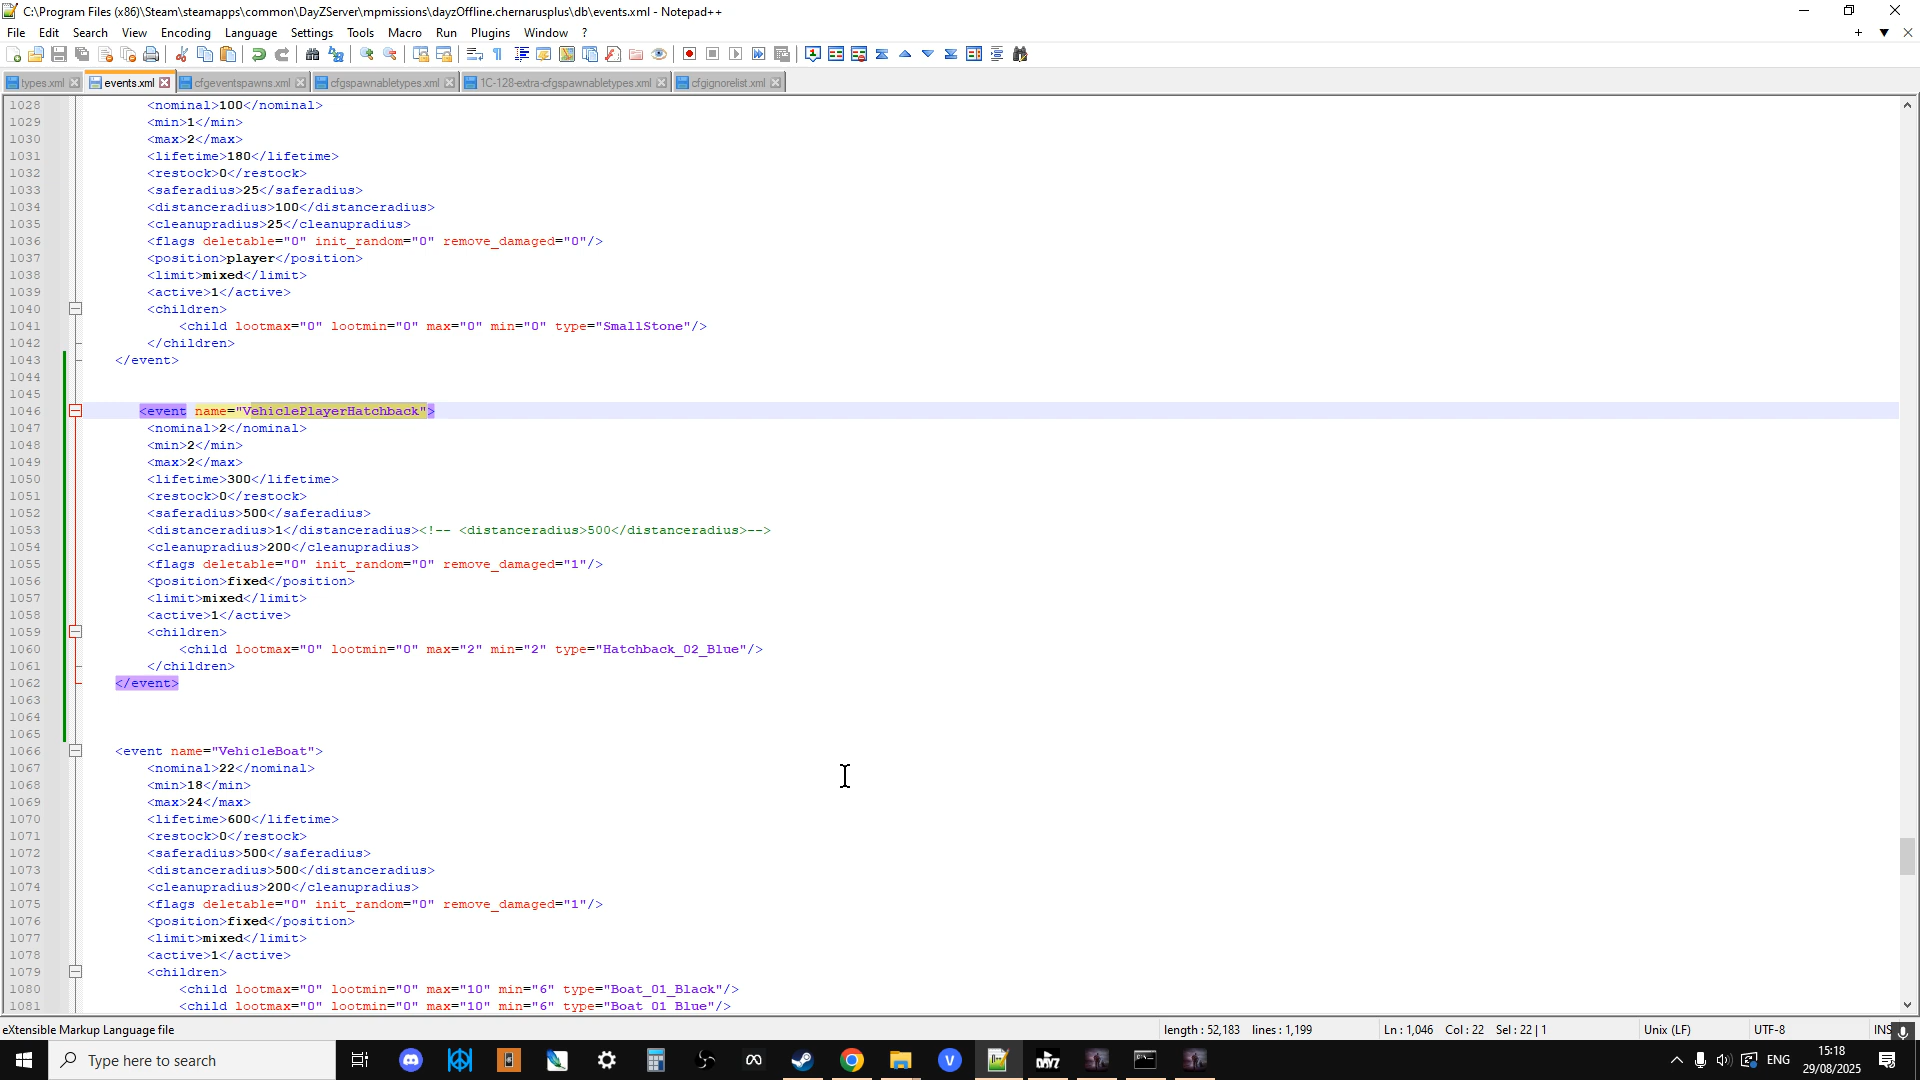 C:\Program Files (x86)\Steam\steamapps\common\DayZServer\mpmissions\dayzOffline.chernarusplus\db\events.xml - Notepad++
File Edit Search View Encoding Language Settings Tools Macro Run Plugins Window ?
types.xml events.xml cfgeventspawns.xml cfgspawnabletypes.xml 1C-128-extra-cfgspawnabletypes.xml cfgignorelist.xml
1028 <nominal>100</nominal>
1029 <min>1</min>
1030 <max>2</max>
1031 <lifetime>180</lifetime>
1032 <restock>0</restock>
1033 <saferadius>25</saferadius>
1034 <distanceradius>100</distanceradius>
1035 <cleanupradius>25</cleanupradius>
1036 <flags deletable="0" init_random="0" remove_damaged="0"/>
1037 <position>player</position>
1038 <limit>mixed</limit>
1039 <active>1</active>
1040 <children>
1041 <child lootmax="0" lootmin="0" max="0" min="0" type="SmallStone"/>
1042 </children>
1043 </event>
1044
1045
1046 <event name="VehiclePlayerHatchback">
1047 <nominal>2</nominal>
1048 <min>2</min>
1049 <max>2</max>
1050 <lifetime>300</lifetime>
1051 <restock>0</restock>
1052 <saferadius>500</saferadius>
1053 <distanceradius>1</distanceradius><!-- <distanceradius>500</distanceradius>-->
1054 <cleanupradius>200</cleanupradius>
1055 <flags deletable="0" init_random="0" remove_damaged="1"/>
1056 <position>fixed</position>
1057 <limit>mixed</limit>
1058 <active>1</active>
1059 <children>
1060 <child lootmax="0" lootmin="0" max="2" min="2" type="Hatchback_02_Blue"/>
1061 </children>
1062 </event>
1063
1064
1065
1066 <event name="VehicleBoat">
1067 <nominal>22</nominal>
1068 <min>18</min>
1069 <max>24</max>
1070 <lifetime>600</lifetime>
1071 <restock>0</restock>
1072 <saferadius>500</saferadius>
1073 <distanceradius>500</distanceradius>
1074 <cleanupradius>200</cleanupradius>
1075 <flags deletable="0" init_random="0" remove_damaged="1"/>
1076 <position>fixed</position>
1077 <limit>mixed</limit>
1078 <active>1</active>
1079 <children>
1080 <child lootmax="0" lootmin="0" max="10" min="6" type="Boat_01_Black"/>
1081 <child lootmax="0" lootmin="0" max="10" min="6" type="Boat_01_Blue"/>
eXtensible Markup Language file length : 52,183 lines : 1,199 Ln : 1,046 Col : 22 Sel : 22 | 1 Unix (LF) UTF-8 INS
Type here to search DAYZ ENG 15:18
29/08/2025